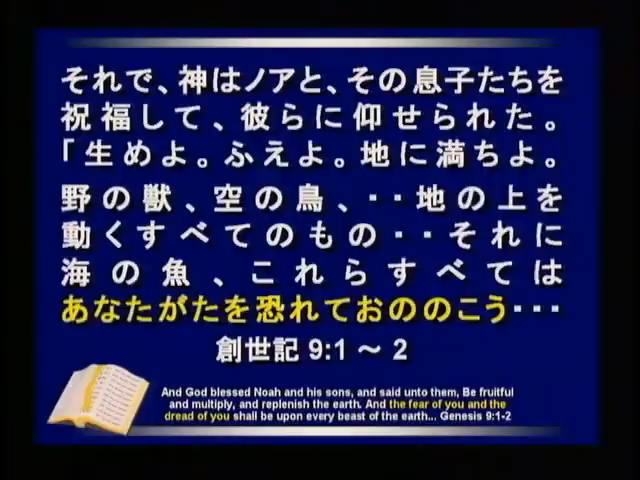 それで、神はノアと、その息子たちを
祝福して、彼らに仰せられた。
「生めよ。ふえよ。地に満ちよ。
野の獣、空の鳥、・・地の上を
動くすべてのもの・・それに
海の魚、これらすべては
あなたがたを恐れておののこう・・・
創世記 9:1 ～ 2
And God blessed Noah and his sons, and said unto them, Be fruitful
and multiply, and replenish the earth. And the fear of you and the
dread of you shall be upon every beast of the earth... Genesis 9:1-2